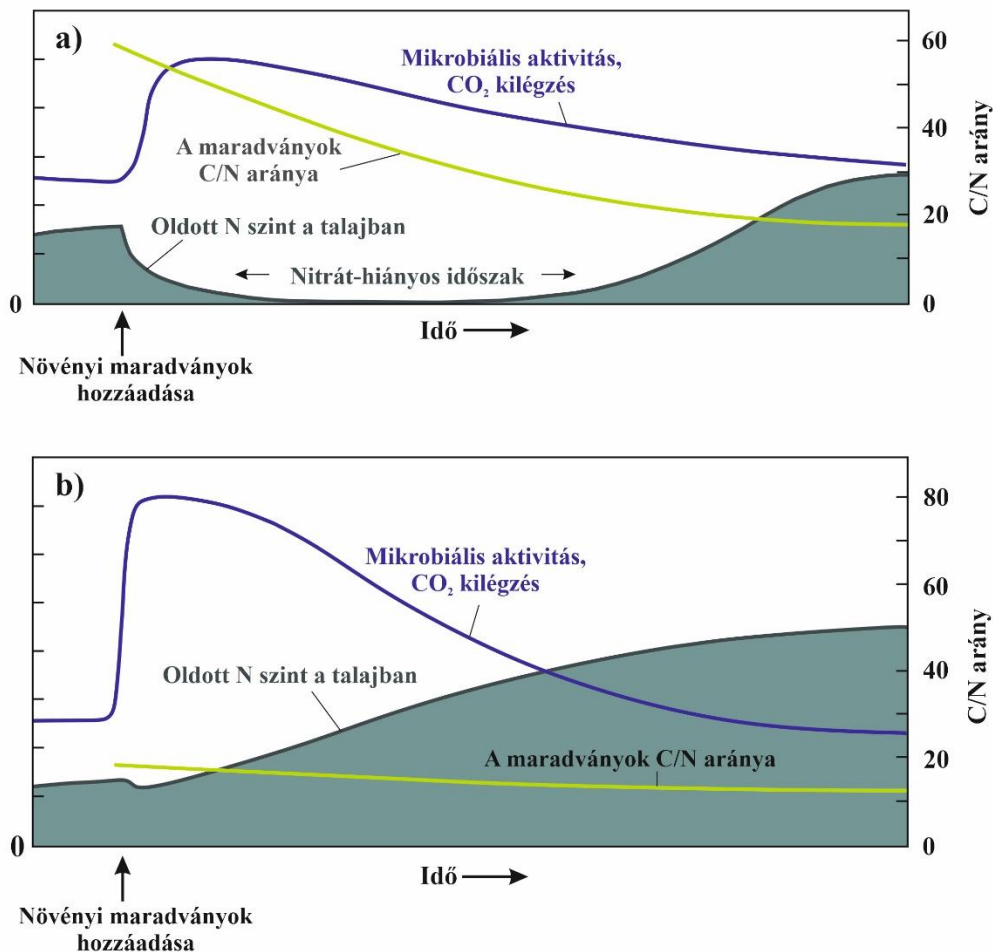 a)
Mikrobiális aktivitás,
CO₂ kilégzés
A maradványok
C/N aránya
Oldott N szint a talajban
Nitrát-hiányos időszak
60
40
20
0
C/N arány
0
Idő
Növényi maradványok
hozzáadása
b)
Mikrobiális aktivitás,
CO₂ kilégzés
Oldott N szint a talajban
A maradványok C/N aránya
80
60
40
20
0
C/N arány
0
Idő
Növényi maradványok
hozzáadása